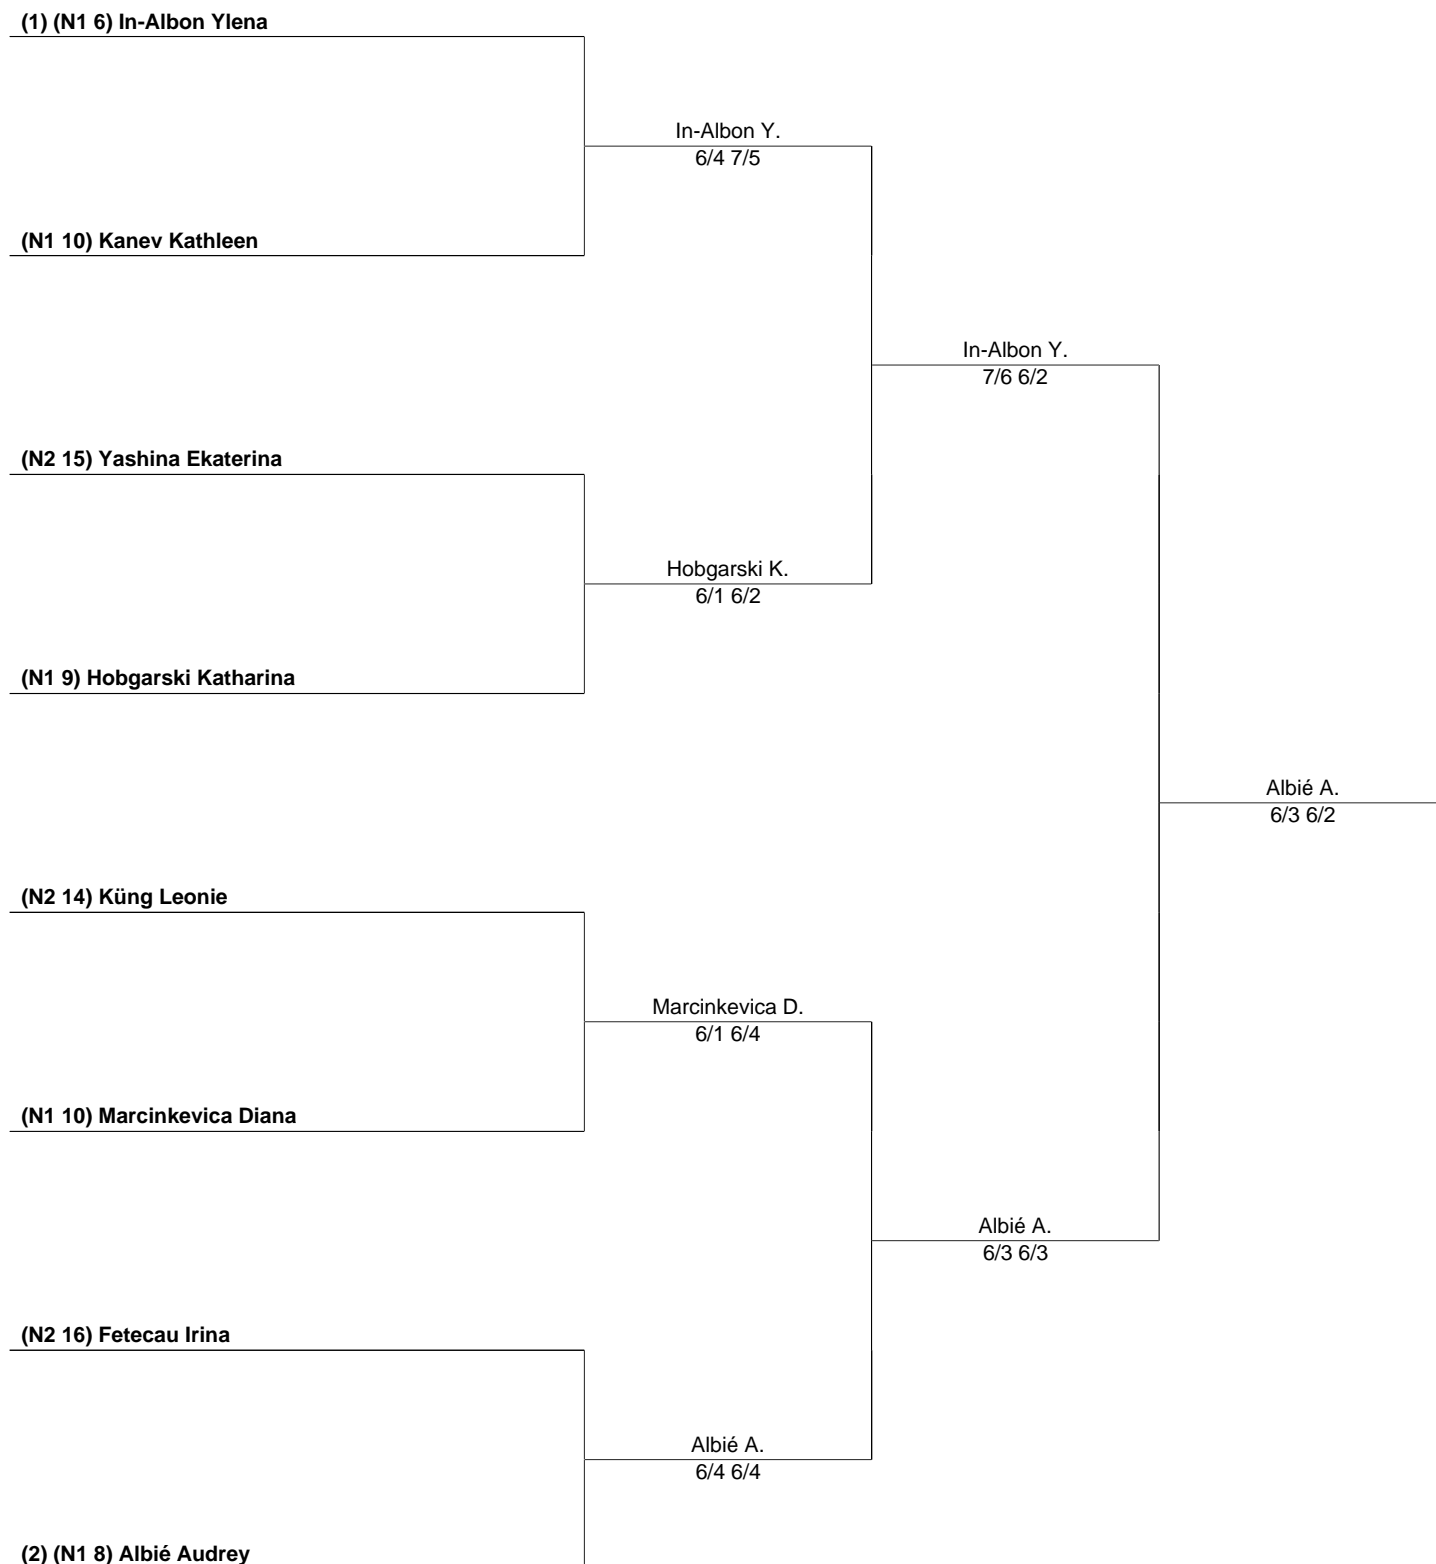 (1) (N1 6) In-Albon Ylena
In-Albon Y.
6/4 7/5
(N1 10) Kanev Kathleen
In-Albon Y.
7/6 6/2
(N2 15) Yashina Ekaterina
Hobgarski K.
6/1 6/2
(N1 9) Hobgarski Katharina
Albié A.
6/3 6/2
(N2 14) Küng Leonie
Marcinkevica D.
6/1 6/4
(N1 10) Marcinkevica Diana
Albié A.
6/3 6/3
(N2 16) Fetecau Irina
Albié A.
6/4 6/4
(2) (N1 8) Albié Audrey